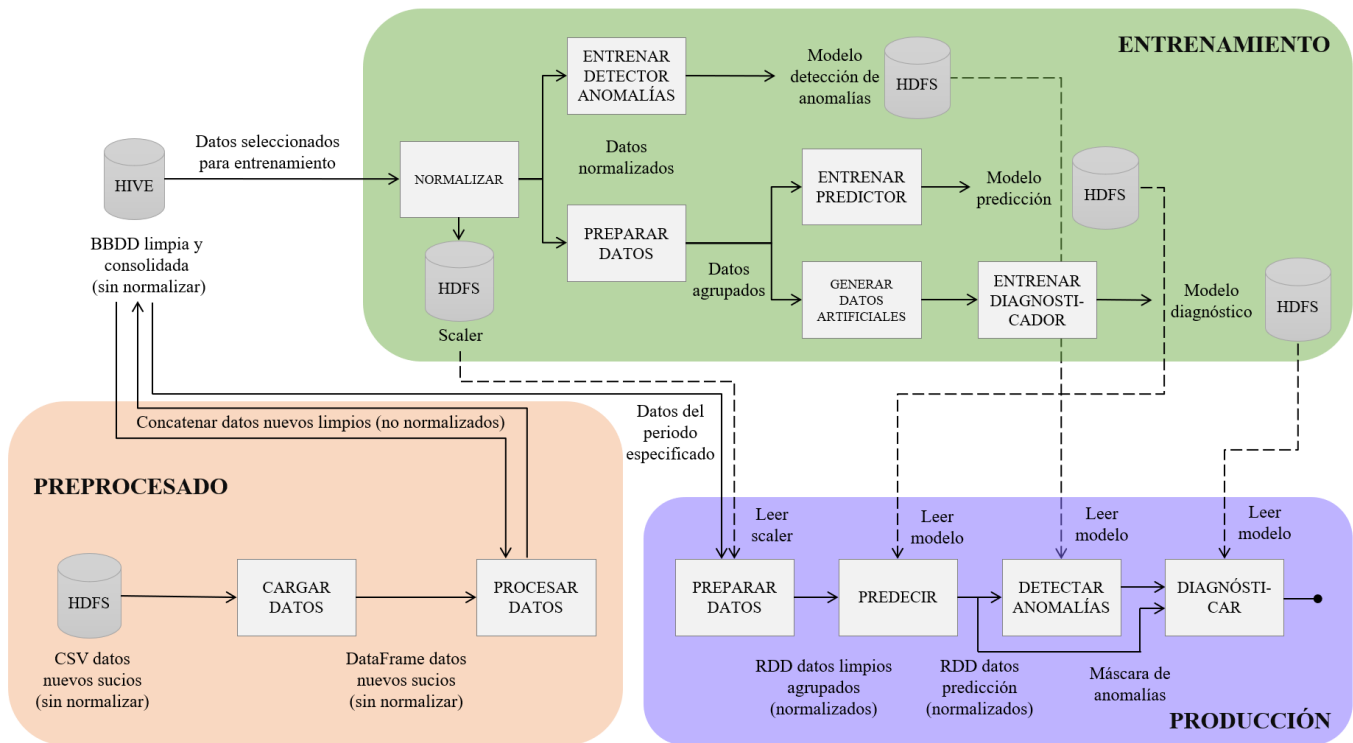 ENTRENAMIENTO
ENTRENAR
DETECTOR
ANOMALÍAS
Modelo
detección de
anomalías
HDFS
Datos seleccionados
para entrenamiento
HIVE
BBDD limpia y
consolidada
(sin normalizar)
NORMALIZAR
Datos
normalizados
HDFS
Scaler
PREPARAR
DATOS
Datos
agrupados
ENTRENAR
PREDICTOR
Modelo
predicción
HDFS
GENERAR
DATOS
ARTIFICIALES
ENTRENAR
DIAGNOSTI-
CADOR
Modelo
diagnóstico
HDFS
Concatenar datos nuevos limpios (no normalizados)
Datos del
periodo
especificado
PREPROCESADO
HDFS
CSV datos
nuevos sucios
(sin normalizar)
CARGAR
DATOS
DataFrame datos
nuevos sucios
(sin normalizar)
PROCESAR
DATOS
Leer
scaler
Leer
modelo
Leer
modelo
Leer
modelo
PREPARAR
DATOS
PREDECIR
DETECTAR
ANOMALÍAS
DIAGNÓSTI-
CAR
RDD datos limpios
agrupados
(normalizados)
RDD datos
predicción
(normalizados)
Máscara de
anomalías
PRODUCCIÓN